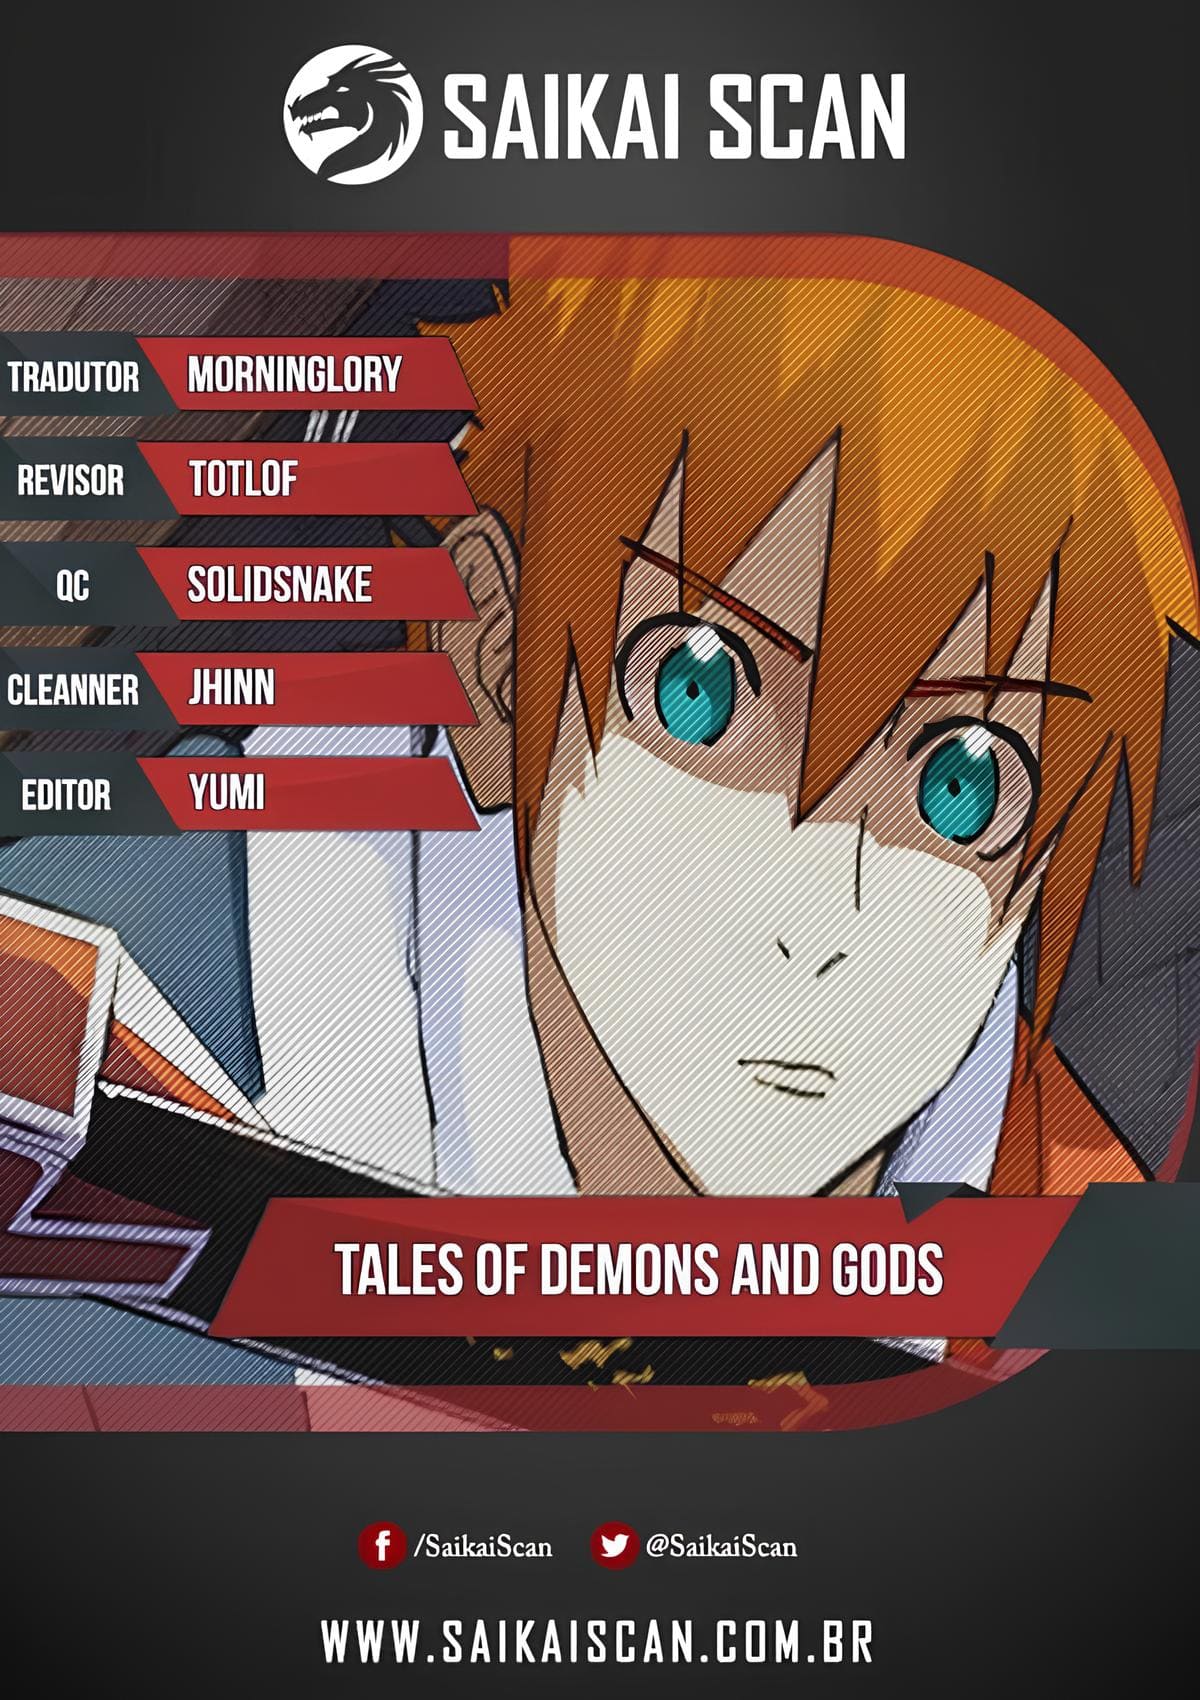 SAIKAI SCAN
TRADUTOR MORNINGLORY
REVISOR TOTLOF
QC SOLIDSNAKE
CLEANNER JHINN
EDITOR YUMI
TALES OF DEMONS AND GODS
/SaikaiScan @SaikaiScan
WWW.SAIKAISCAN.COM.BR